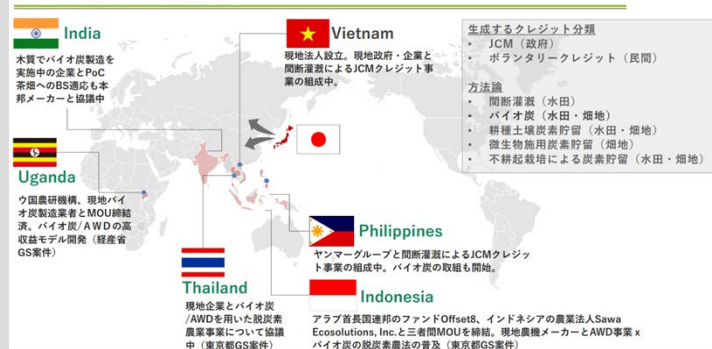 India
木質でバイオ炭製造を
実施中の企業とPoC
茶畑へのBS適応も本
邦メーカーと協議中
Vietnam
現地法人設立。現地政府・企業と
間断灌漑によるJCMクレジット事
業の組成中。
生成するクレジット分類
• JCM（政府）
• ボランタリークレジット（民間）
方法論
• 間断灌漑（水田）
• バイオ炭（水田・畑地）
• 耕種土壌炭素貯留（水田・畑地）
• 微生物施用炭素貯留（畑地）
• 不耕起栽培による炭素貯留（水田・畑地）
Uganda
ウ国農研機構、現地バイ
オ炭製造業者とMOU締結
済。バイオ炭/AWDの高
収益モデル開発（経産省
GS案件）
Thailand
現地企業とバイオ炭
/AWDを用いた脱炭素
農業事業について協議
中（東京都GS案件）
Philippines
ヤンマーグループと間断灌漑によるJCMクレジッ
ト事業の組成中。バイオ炭の取組も開始。
Indonesia
アラブ首長国連邦のファンドOffset8、インドネシアの農業法人Sawa
Ecosolutions, Inc.と三者間MOUを締結。現地農機メーカーとAWD事業 x
バイオ炭の脱炭素農法の普及（東京都GS案件）